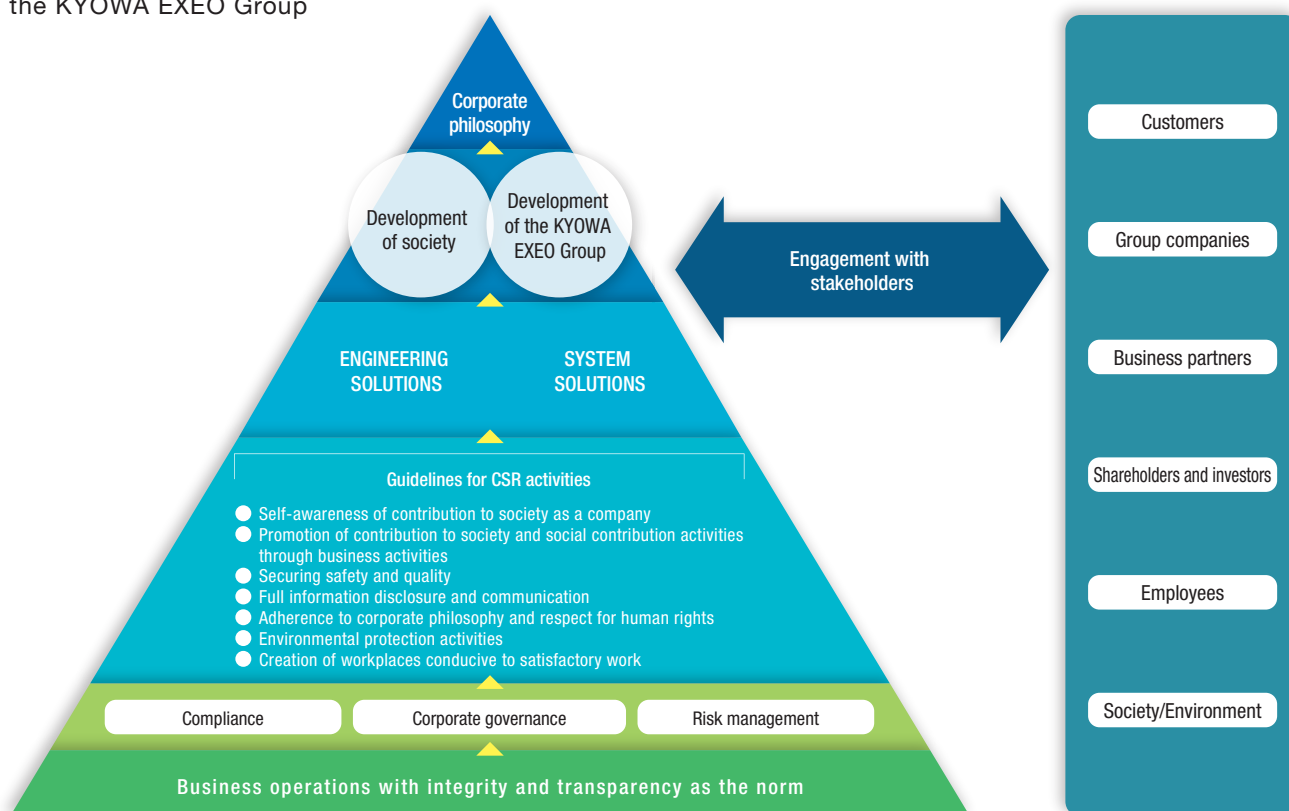 the KYOWA EXEO Group
Corporate
philosophy
Development
of society
Development
of the KYOWA
EXEO Group
Engagement with
stakeholders
ENGINEERING
SOLUTIONS
SYSTEM
SOLUTIONS
Guidelines for CSR activities
Self-awareness of contribution to society as a company
Promotion of contribution to society and social contribution activities
through business activities
Securing safety and quality
Full information disclosure and communication
Adherence to corporate philosophy and respect for human rights
Environmental protection activities
Creation of workplaces conducive to satisfactory work
Compliance
Corporate governance
Risk management
Business operations with integrity and transparency as the norm
Customers
Group companies
Business partners
Shareholders and investors
Employees
Society/Environment